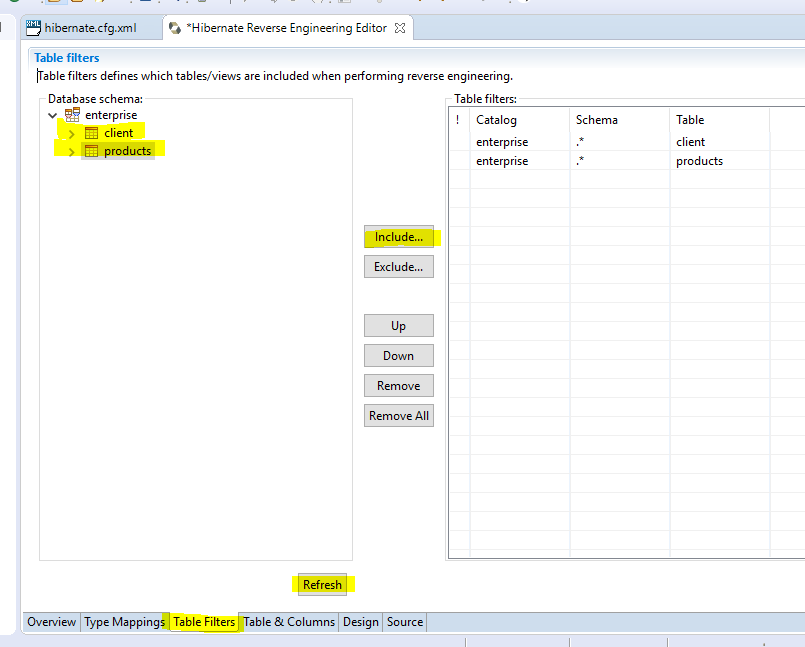 hibernate.cfg.xml
*Hibernate Reverse Engineering Editor
Table filters
Table filters defines which tables/views are included when performing reverse engineering.
Database schema:
enterprise
client
products
Include...
Exclude...
Up
Down
Remove
Remove All
Refresh
Table filters:
! Catalog Schema Table
enterprise .* client
enterprise .* products
Overview Type Mappings Table Filters Table & Columns Design Source